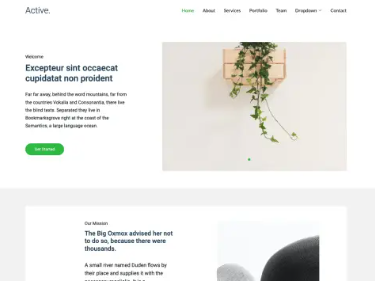 Active.
Home About Services Portfolio Team Dropdown Contact
Welcome
Excepteur sint occaecat
cupidatat non proident
Far far away, behind the word mountains, far from
the countries Vokalia and Consonantia, there live
the blind texts. Separated they live in
Bookmarksgrove right at the coast of the
Semantics, a large language ocean.
Get Started
Our Mission
The Big Oxmox advised her not
to do so, because there were
thousands.
A small river named Duden flows by
their place and supplies it with the